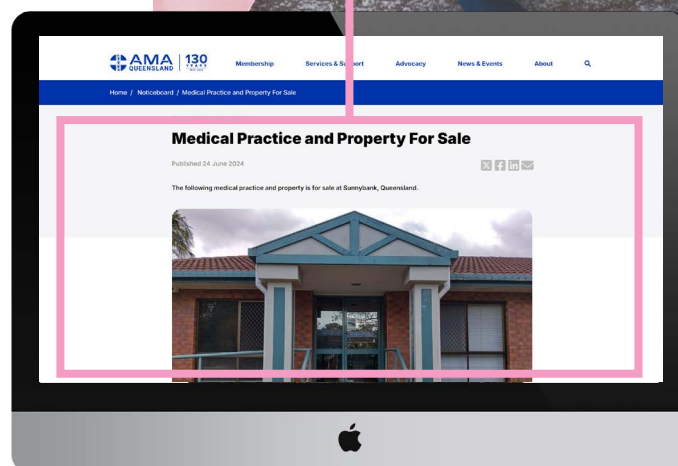 AMA
QUEENSLAND
130
YEARS
Membership
Services & Support
Advocacy
News & Events
About
Home / Noticeboard / Medical Practice and Property For Sale
Medical Practice and Property For Sale
Published 24 June 2024
The following medical practice and property is for sale at Sunnybank, Queensland.